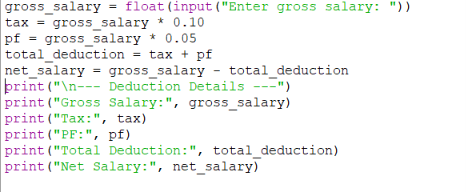 gross_salary = float(input("Enter gross salary: "))
tax = gross_salary * 0.10
pf = gross_salary * 0.05
total_deduction = tax + pf
net_salary = gross_salary - total_deduction
print("\n--- Deduction Details ---")
print("Gross Salary:", gross_salary)
print("Tax:", tax)
print("PF:", pf)
print("Total Deduction:", total_deduction)
print("Net Salary:", net_salary)